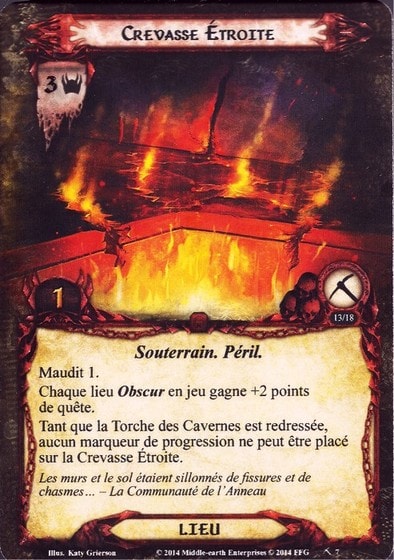 Crevasse Étroite
3
1
13/18
Souterrain. Péril.
Maudit 1.
Chaque lieu Obscur en jeu gagne +2 points
de quête.
Tant que la Torche des Cavernes est redressée,
aucun marqueur de progression ne peut être placé
sur la Crevasse Étroite.
Les murs et le sol étaient sillonnés de fissures et de
chasmes... – La Communauté de l'Anneau
LIEU
Illus. Katy Grierson © 2014 Middle-earth Enterprises © 2014 FFG